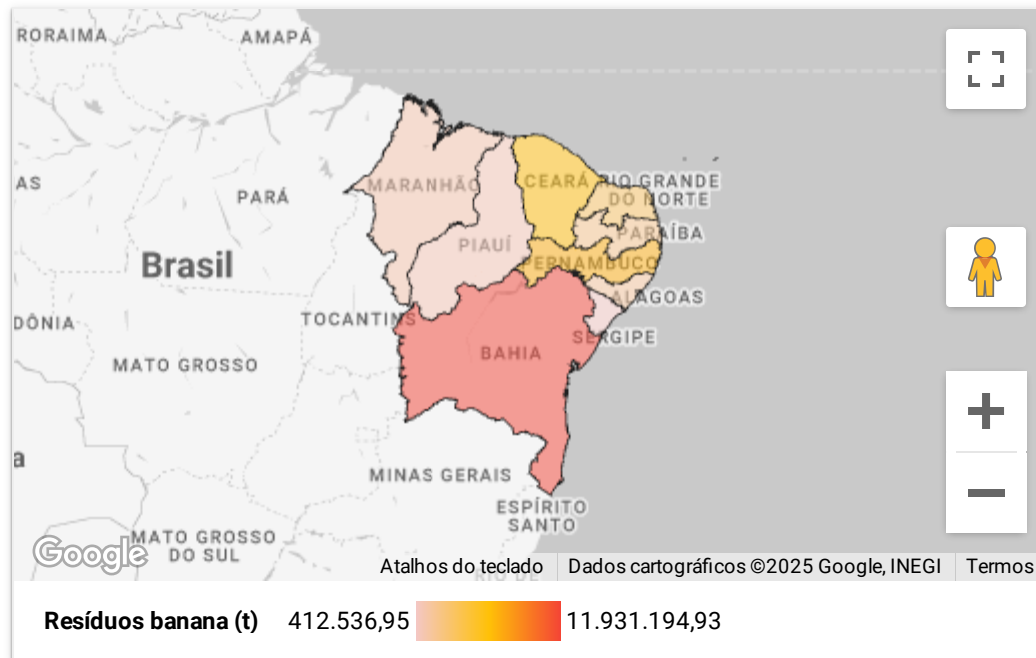 RORAIMA
AMAPÁ
AS
PARÁ
MARANHÃO
CEARÁ
RIO GRANDE
DO NORTE
PARAÍBA
PIAUÍ
Brasil
PERNAMBUCO
ALAGOAS
DÔNIA
TOCANTINS
SERGIPE
MATO GROSSO
BAHIA
a
MINAS GERAIS
ESPÍRITO
SANTO
MATO GROSSO
DO SUL
Google
RIO DE
Atalhos do teclado
Dados cartográficos ©2025 Google, INEGI
Termos
Resíduos banana (t) 412.536,95 11.931.194,93